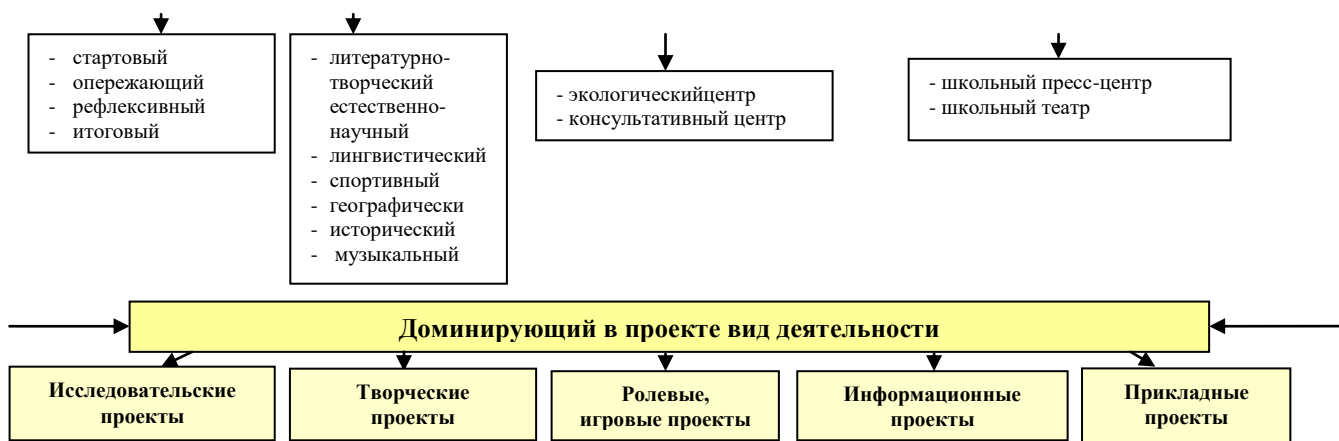 - стартовый
- опережающий
- рефлексивный
- итоговый
- литературно-
творческий
естественно-
научный
- лингвистический
- спортивный
- географически
- исторический
- музыкальный
- экологическийцентр
- консультативный центр
- школьный пресс-центр
- школьный театр
Доминирующий в проекте вид деятельности
Исследовательские
проекты
Творческие
проекты
Ролевые,
игровые проекты
Информационные
проекты
Прикладные
проекты